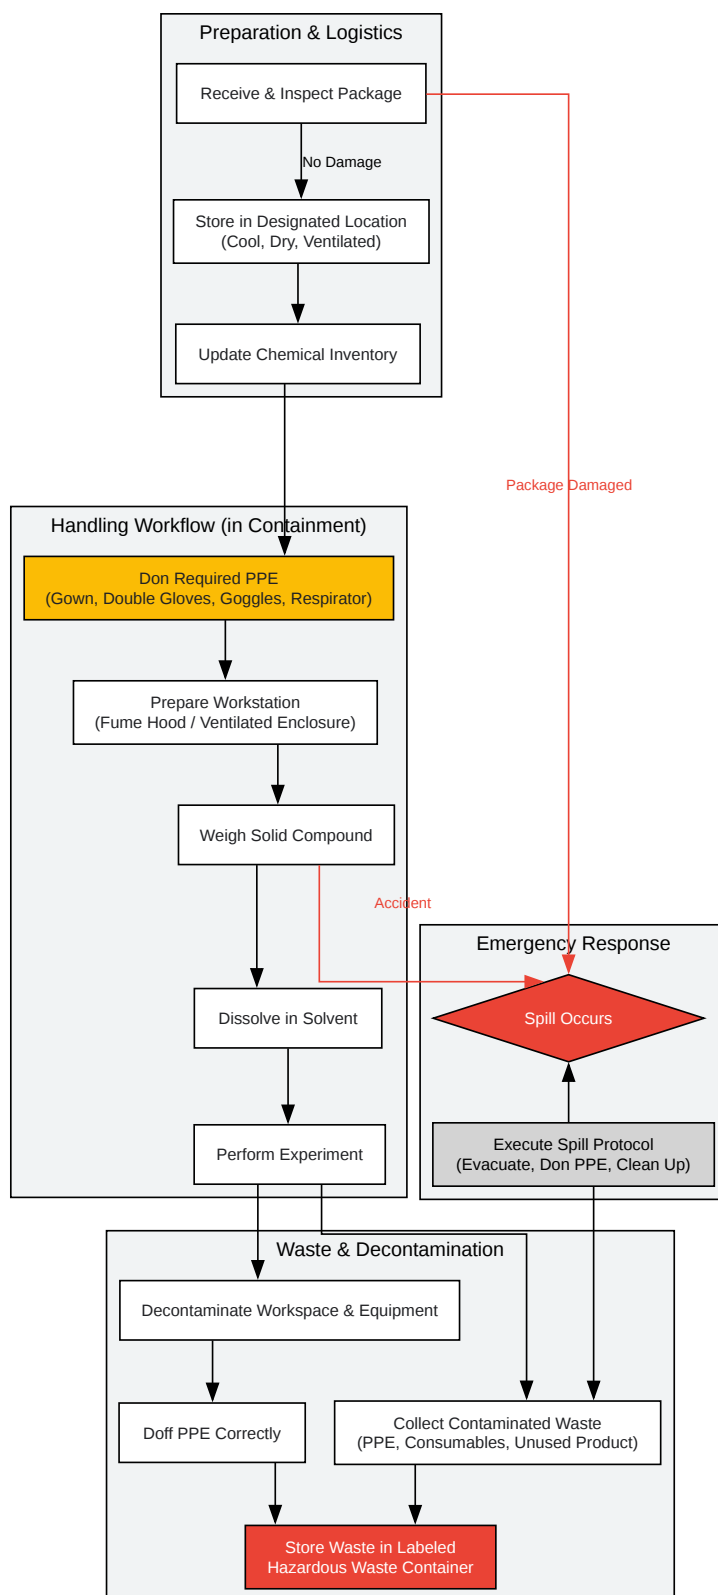 Preparation & Logistics
Receive & Inspect Package
No Damage
Store in Designated Location
(Cool, Dry, Ventilated)
Update Chemical Inventory
Package Damaged
Handling Workflow (in Containment)
Don Required PPE
(Gown, Double Gloves, Goggles, Respirator)
Prepare Workstation
(Fume Hood / Ventilated Enclosure)
Weigh Solid Compound
Accident
Emergency Response
Dissolve in Solvent
Spill Occurs
Perform Experiment
Execute Spill Protocol
(Evacuate, Don PPE, Clean Up)
Waste & Decontamination
Decontaminate Workspace & Equipment
Doff PPE Correctly
Collect Contaminated Waste
(PPE, Consumables, Unused Product)
Store Waste in Labeled
Hazardous Waste Container